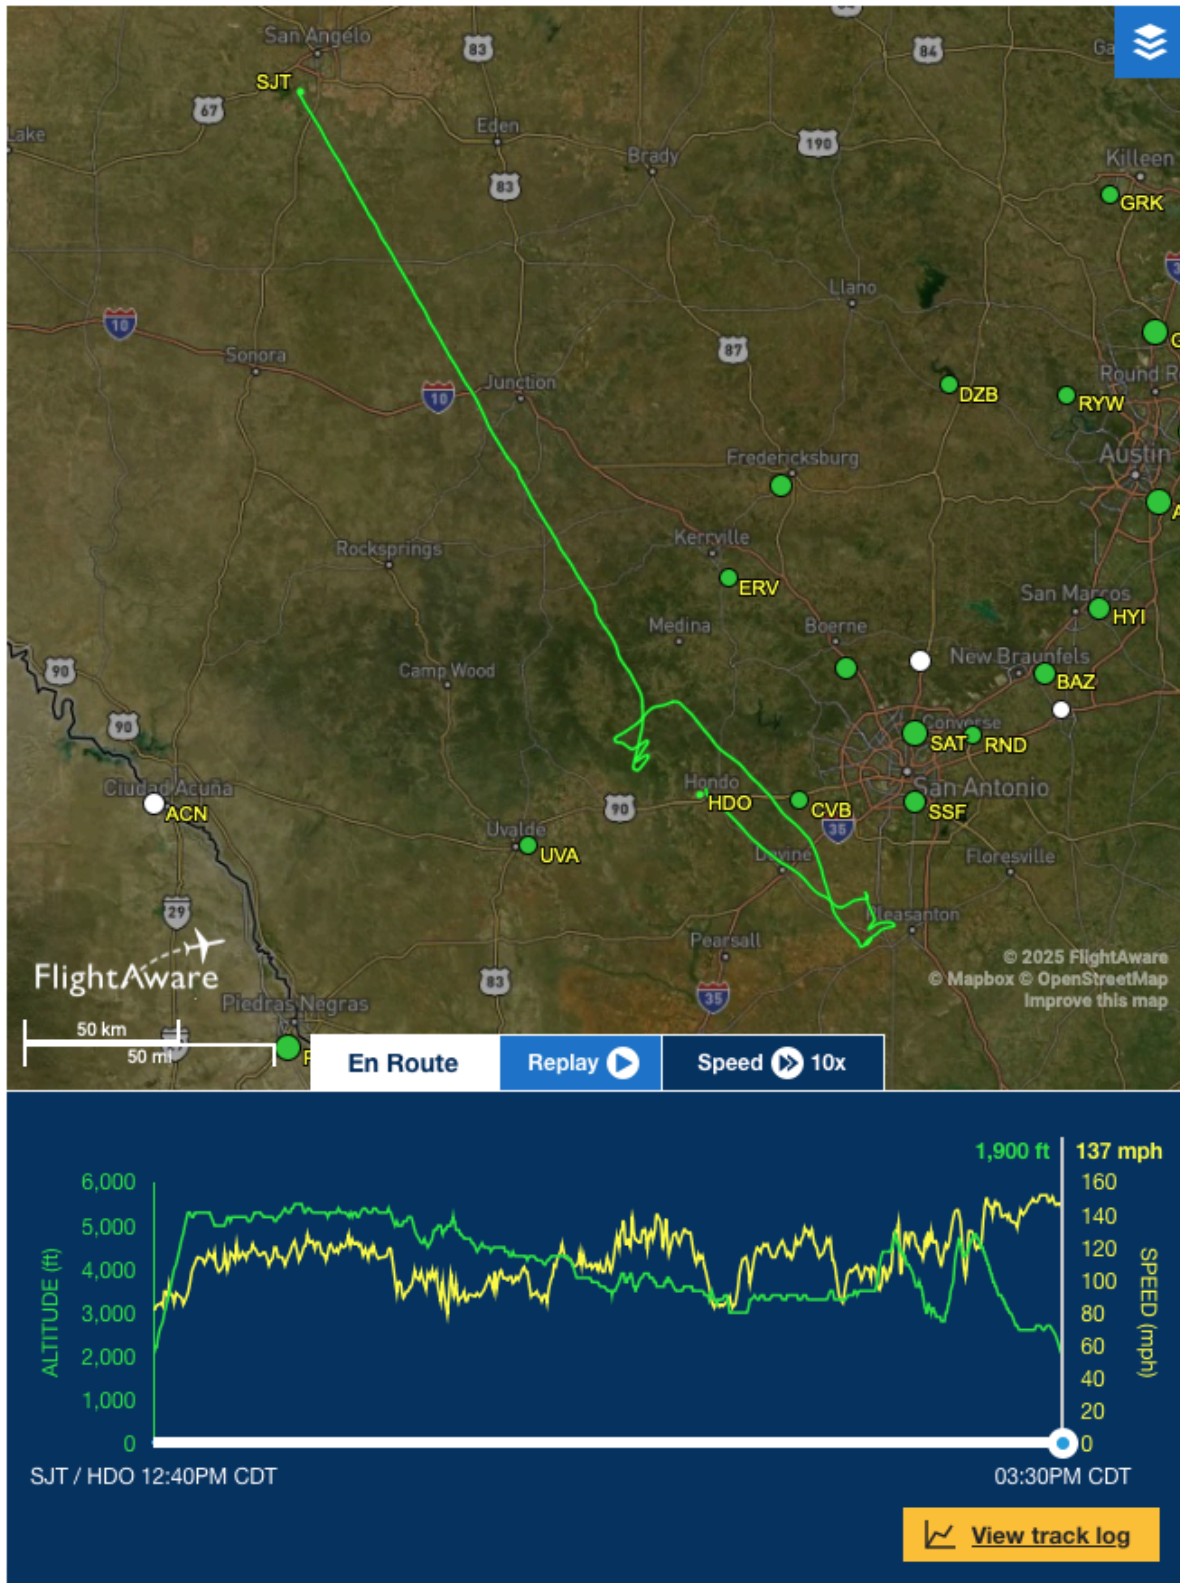 San Angelo
83
84
Ga
SJT
67
Lake
Eden
190
Brady
Killeen
83
GRK
Llano
10
87
Sonora
Junction
10
DZB
RYW
Round R
Fredericksburg
Austin
Kerrville
Rocksprings
ERV
San Marcos
HYI
Medina
Boerne
90
Camp Wood
New Braunfels
BAZ
90
Converse
SAT
RND
Ciudad Acuña
ACN
Hondo
HDO
90
CVB
San Antonio
SSF
35
Uvalde
UVA
Devine
Floresville
29
Pleasanton
Pearsall
FlightAware
83
35
© 2025 FlightAware
© Mapbox © OpenStreetMap
Improve this map
Piedras Negras
50 km
50 mi
En Route
Replay
Speed 10x
1,900 ft
137 mph
6,000
5,000
4,000
3,000
2,000
1,000
0
ALTITUDE (ft)
160
140
120
100
80
60
40
20
0
SPEED (mph)
SJT / HDO 12:40PM CDT
03:30PM CDT
View track log